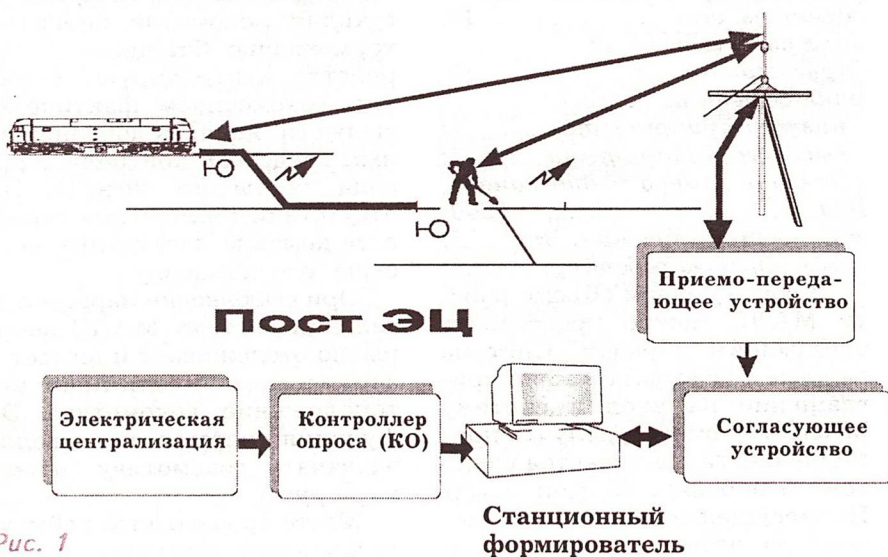 Приемо-переда-
ющее устройство
Пост ЭЦ
Электрическая
централизация
Контроллер
опроса (КО)
Согласующее
устройство
Станционный
формирователь
Рис. 1